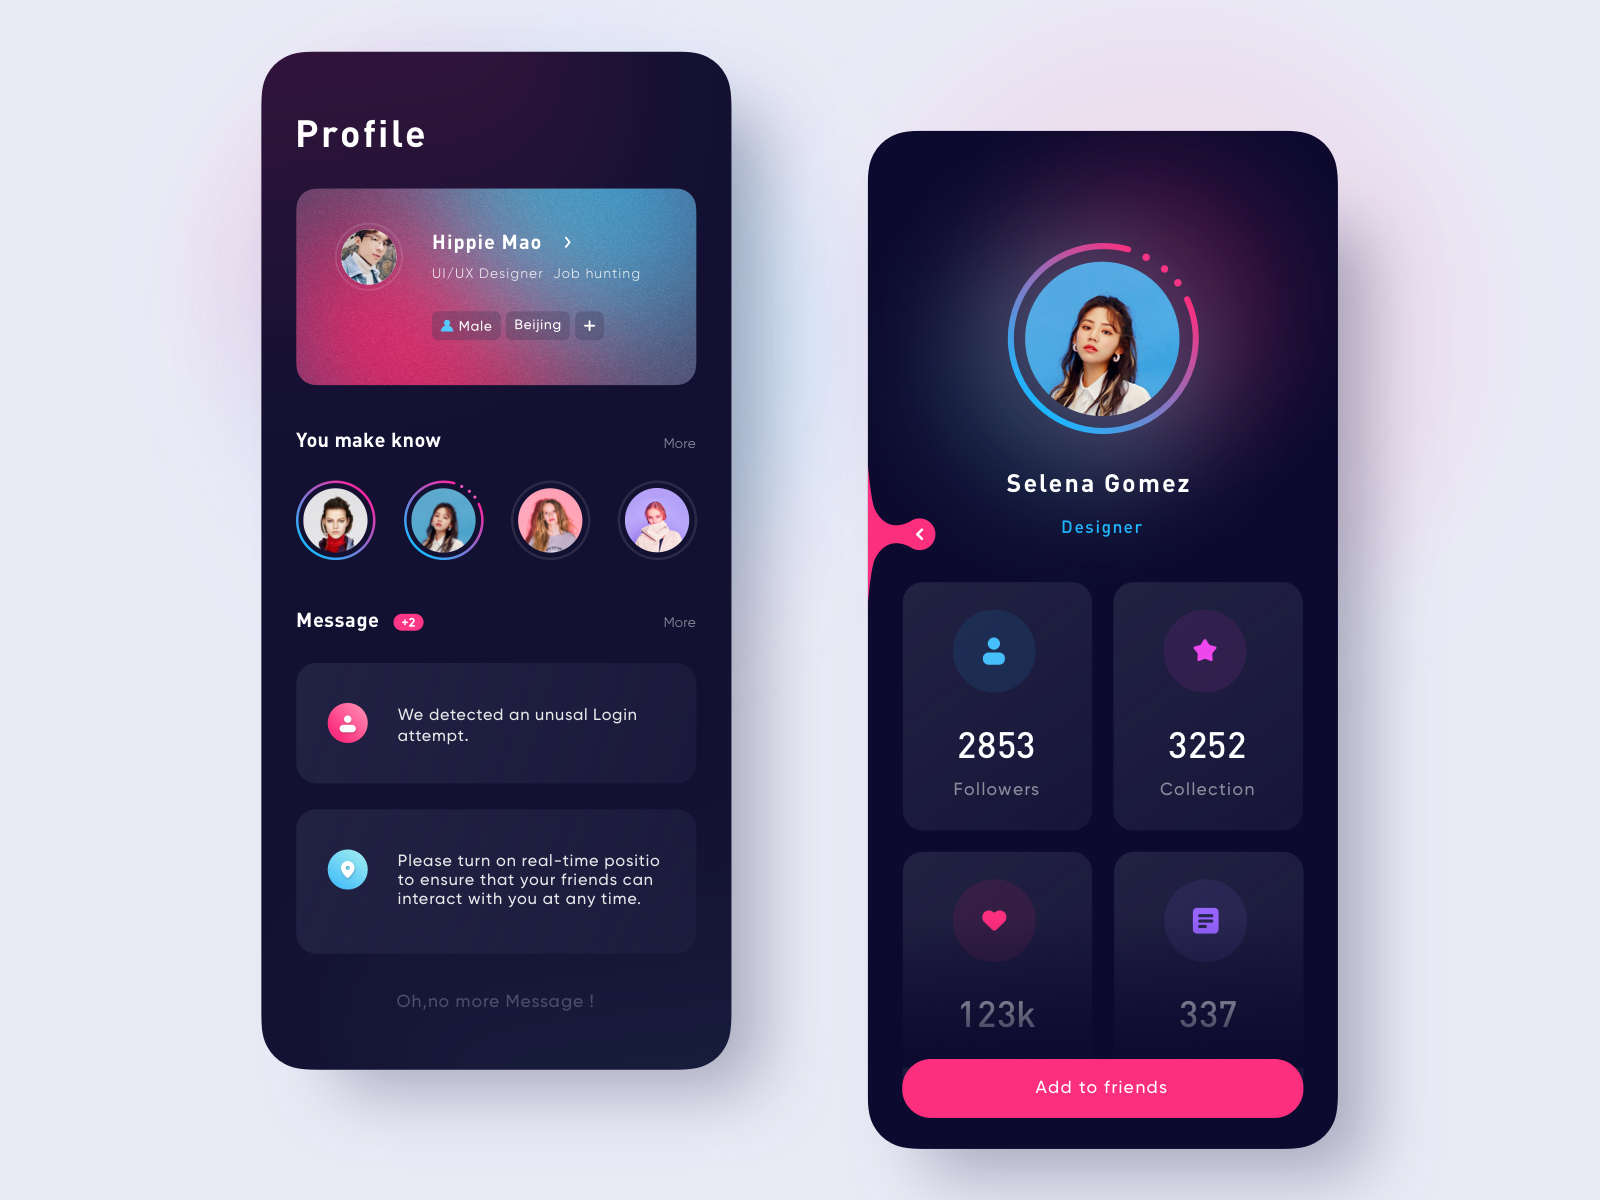 Profile
Hippie Mao
UI/UX Designer Job hunting
Male Beijing +
You make know More
Message +2 More
We detected an unusal Login
attempt.
Please turn on real-time positio
to ensure that your friends can
interact with you at any time.
Oh,no more Message !
Selena Gomez
Designer
2853 3252
Followers Collection
123k 337
Add to friends